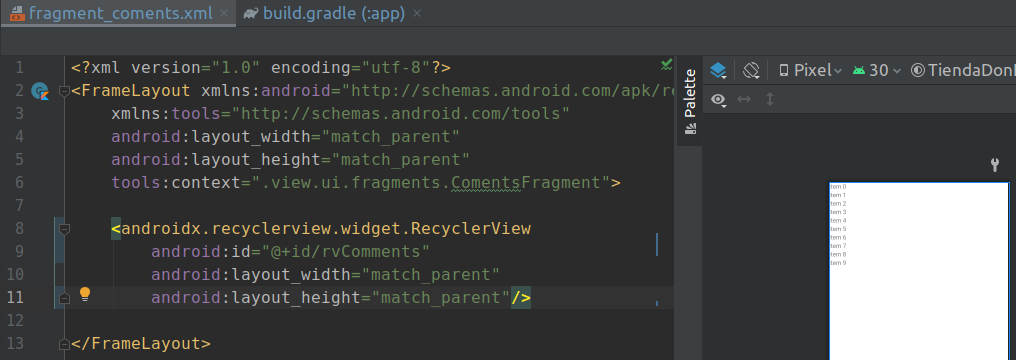 fragment_coments.xml
build.gradle (:app)
1 <?xml version="1.0" encoding="utf-8"?>
2 <FrameLayout xmlns:android="http://schemas.android.com/apk/re
3 xmlns:tools="http://schemas.android.com/tools"
4 android:layout_width="match_parent"
5 android:layout_height="match_parent"
6 tools:context=".view.ui.fragments.ComentsFragment">
7
8 <androidx.recyclerview.widget.RecyclerView
9 android:id="@+id/rvComments"
10 android:layout_width="match_parent"
11 android:layout_height="match_parent"/>
12
13 </FrameLayout>
Palette
Pixel 30 TiendaDon
Item 0
Item 1
Item 2
Item 3
Item 4
Item 5
Item 6
Item 7
Item 8
Item 9